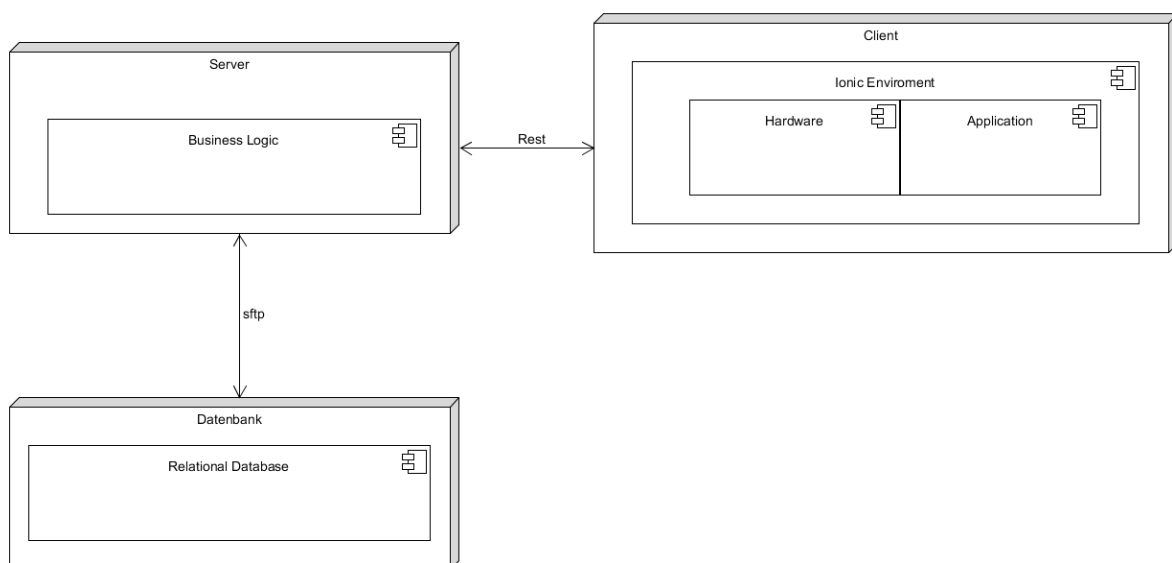 Server
Business Logic
Rest
Client
Ionic Enviroment
Hardware
Application
sftp
Datenbank
Relational Database